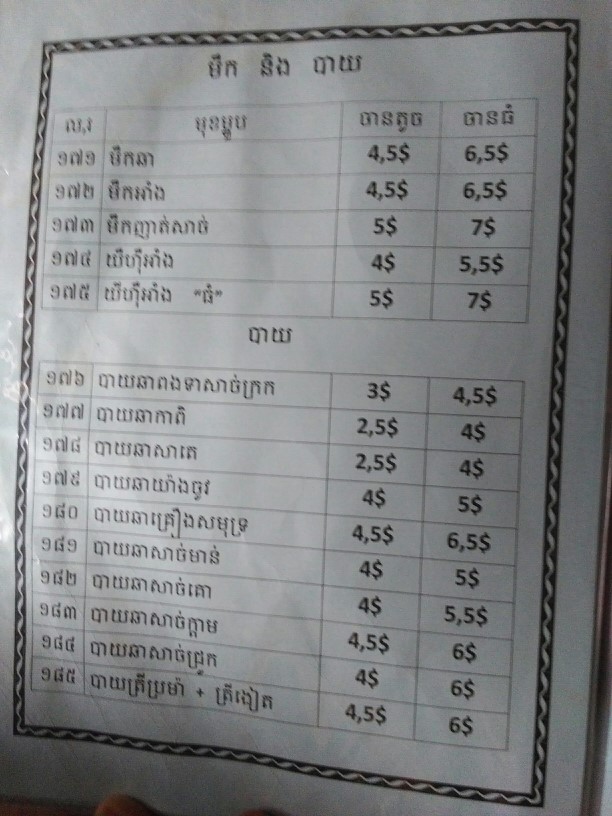 មឹក និង បាយ
ល,រ មុខម្ហូប ចានតូច ចានធំ
១៧១ មឹកឆា 4,5$ 6,5$
១៧២ មឹកអាំង 4,5$ 6,5$
១៧៣ មឹកញាត់សាច់ 5$ 7$
១៧៤ យីហ៊ឺអាំង 4$ 5,5$
១៧៥ យីហ៊ឺអាំង “ធំ” 5$ 7$
បាយ
១៧៦ បាយឆាពងទាសាច់ក្រក 3$ 4,5$
១៧៧ បាយឆាកាពិ 2,5$ 4$
១៧៨ បាយឆាសាតេ 2,5$ 4$
១៧៩ បាយឆាយ៉ាងចូវ 4$ 5$
១៨០ បាយឆាគ្រឿងសមុទ្រ 4,5$ 6,5$
១៨១ បាយឆាសាច់មាន់ 4$ 5$
១៨២ បាយឆាសាច់គោ 4$ 5,5$
១៨៣ បាយឆាសាច់ក្តាម 4,5$ 6$
១៨៤ បាយឆាសាច់ជ្រូក 4$ 6$
១៨៥ បាយត្រីប្រម៉ា + ត្រីងៀត 4,5$ 6$